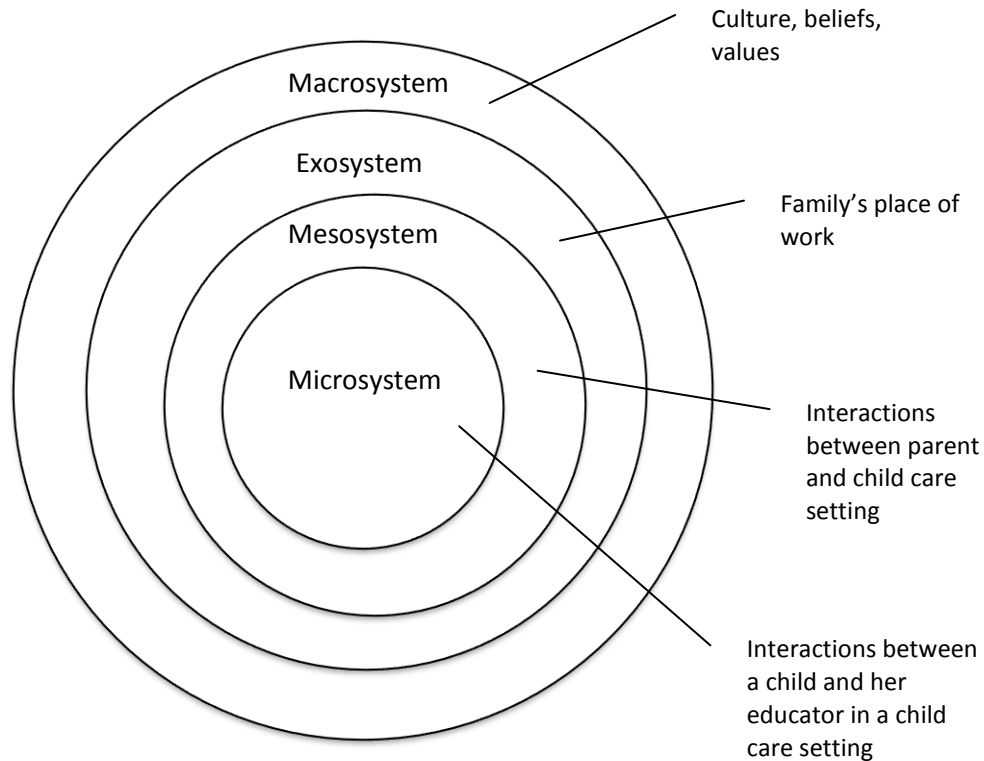 Culture, beliefs,
values
Macrosystem
Exosystem
Family’s place of
work
Mesosystem
Microsystem
Interactions
between parent
and child care
setting
Interactions between
a child and her
educator in a child
care setting